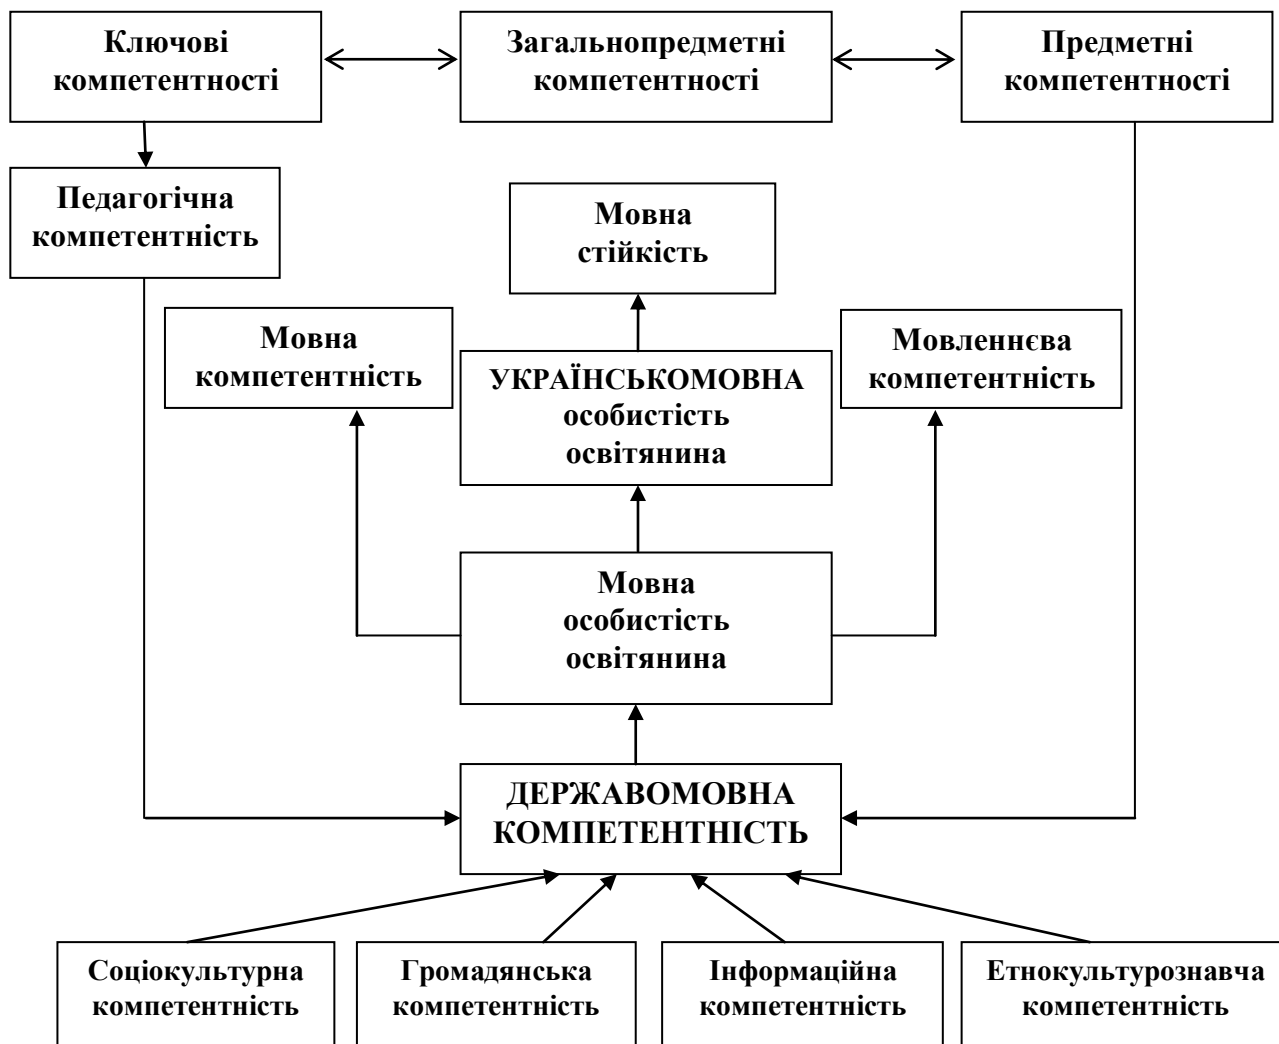 Ключові
компетентності
Загальнопредметні
компетентності
Предметні
компетентності
Педагогічна
компетентність
Мовна
стійкість
Мовна
компетентність
УКРАЇНСЬКОМОВНА
особистість
освітянина
Мовленнєва
компетентність
Мовна
особистість
освітянина
ДЕРЖАВОМОВНА
КОМПЕТЕНТНІСТЬ
Соціокультурна
компетентність
Громадянська
компетентність
Інформаційна
компетентність
Етнокультурознавча
компетентність